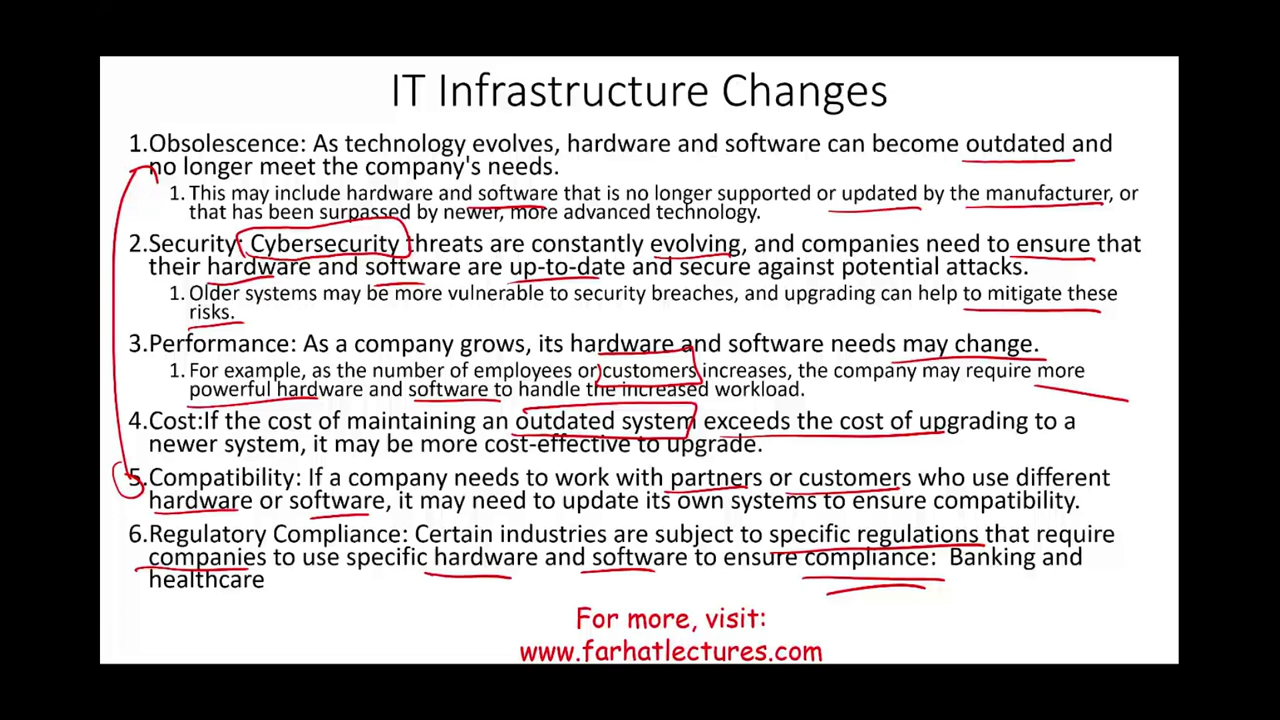 IT Infrastructure Changes
1.Obsolescence: As technology evolves, hardware and software can become outdated and
no longer meet the company's needs.
1. This may include hardware and software that is no longer supported or updated by the manufacturer, or
that has been surpassed by newer, more advanced technology.
2.Security: Cybersecurity threats are constantly evolving, and companies need to ensure that
their hardware and software are up-to-date and secure against potential attacks.
1. Older systems may be more vulnerable to security breaches, and upgrading can help to mitigate these
risks.
3.Performance: As a company grows, its hardware and software needs may change.
1. For example, as the number of employees or customers increases, the company may require more
powerful hardware and software to handle the increased workload.
4.Cost:If the cost of maintaining an outdated system exceeds the cost of upgrading to a
newer system, it may be more cost-effective to upgrade.
5.Compatibility: If a company needs to work with partners or customers who use different
hardware or software, it may need to update its own systems to ensure compatibility.
6.Regulatory Compliance: Certain industries are subject to specific regulations that require
companies to use specific hardware and software to ensure compliance: Banking and
healthcare
For more, visit:
www.farhatlectures.com